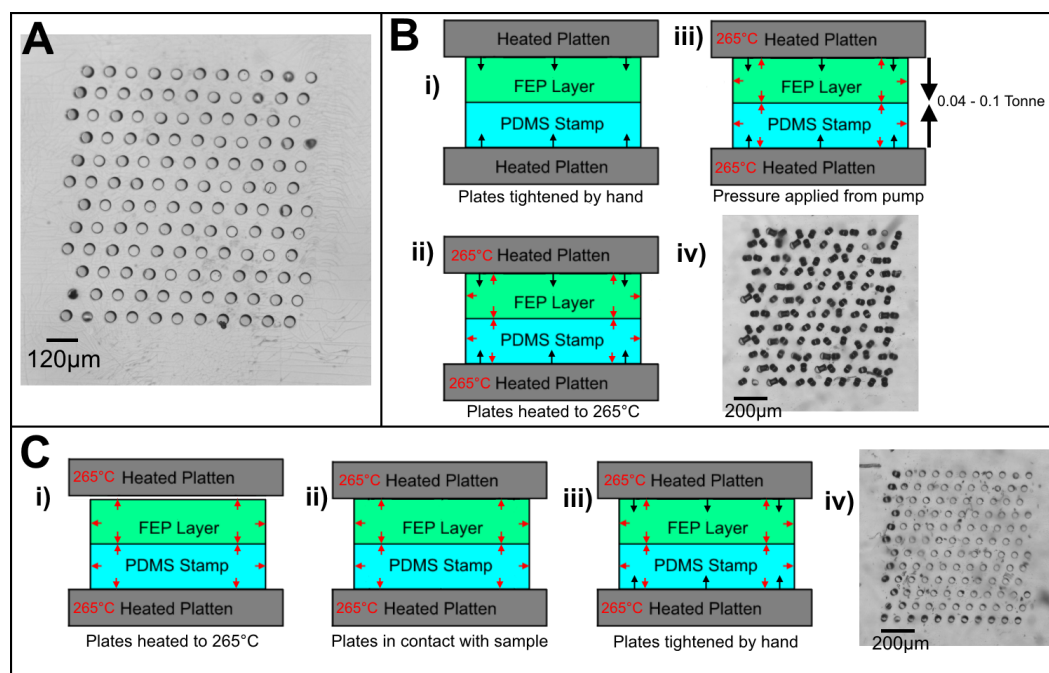 A
120µm
B
i)
Heated Platten
FEP Layer
PDMS Stamp
Heated Platten
Plates tightened by hand
iii)
265°C Heated Platten
FEP Layer
PDMS Stamp
265°C Heated Platten
0.04 - 0.1 Tonne
Pressure applied from pump
ii)
265°C Heated Platten
FEP Layer
PDMS Stamp
265°C Heated Platten
Plates heated to 265°C
iv)
200µm
C
i)
265°C Heated Platten
FEP Layer
PDMS Stamp
265°C Heated Platten
Plates heated to 265°C
ii)
265°C Heated Platten
FEP Layer
PDMS Stamp
265°C Heated Platten
Plates in contact with sample
iii)
265°C Heated Platten
FEP Layer
PDMS Stamp
265°C Heated Platten
Plates tightened by hand
iv)
200µm